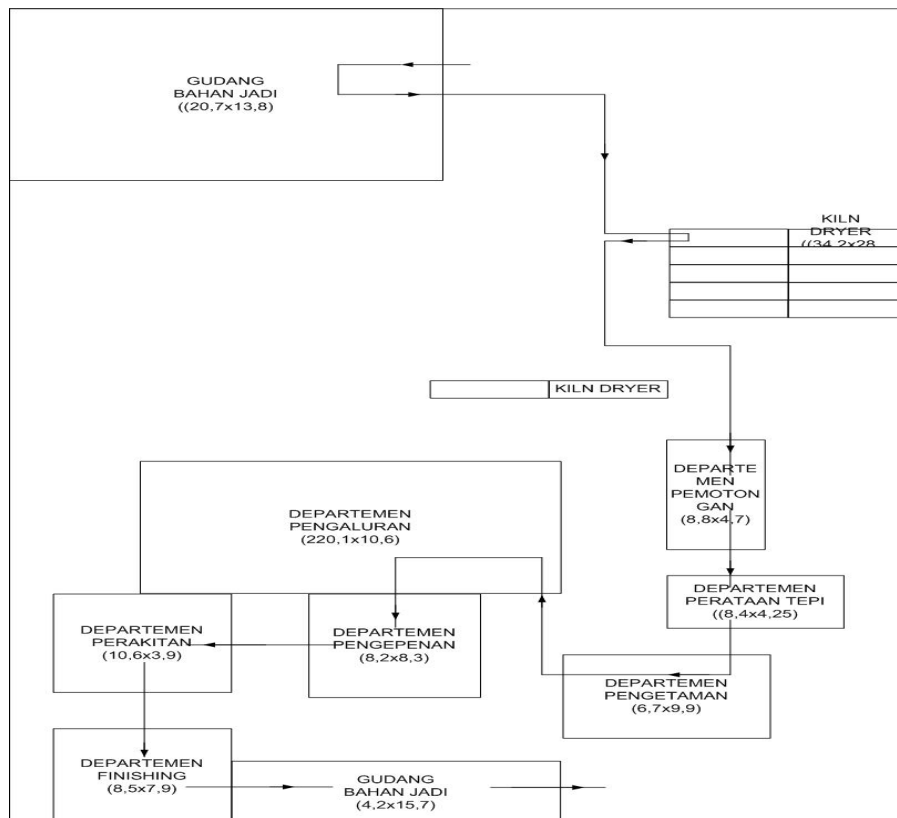 GUDANG
BAHAN JADI
((20,7x13,8)
KILN
DRYER
((34,2x28
KILN DRYER
DEPARTE
MEN
PEMOTON
GAN
(8,8x4,7)
DEPARTEMEN
PENGALURAN
(220,1x10,6)
DEPARTEMEN
PERATAAN TEPI
((8,4x4,25)
DEPARTEMEN
PERAKITAN
(10,6x3,9)
DEPARTEMEN
PENGEPENAN
(8,2x8,3)
DEPARTEMEN
PENGETAMAN
(6,7x9,9)
DEPARTEMEN
FINISHING
(8,5x7,9)
GUDANG
BAHAN JADI
(4,2x15,7)